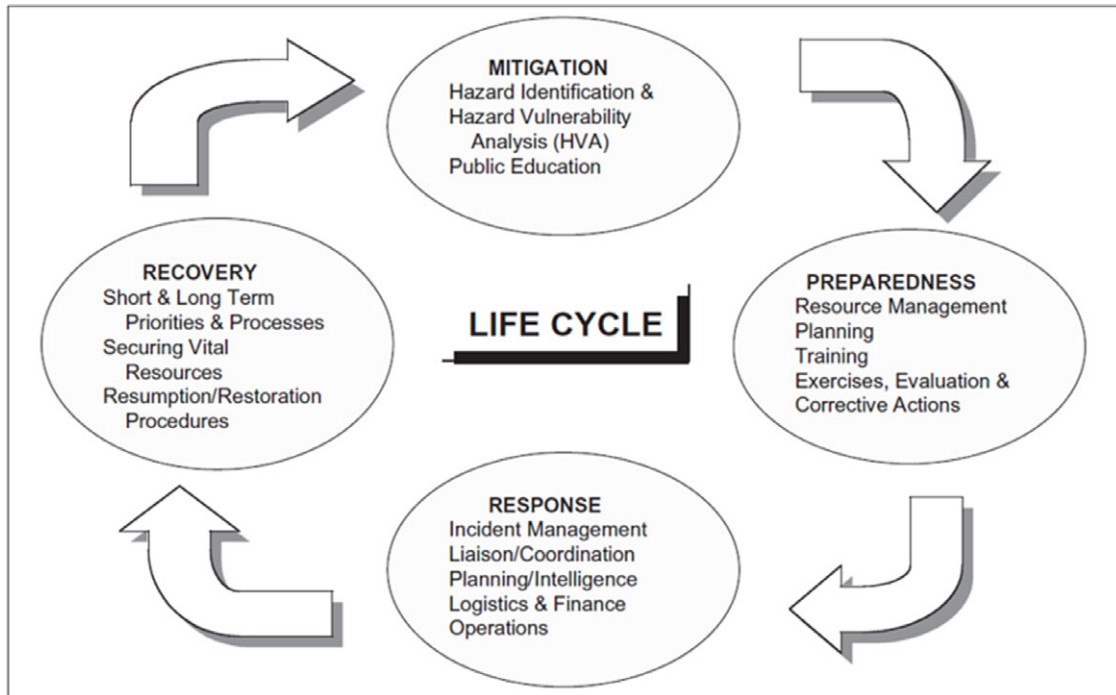 MITIGATION
Hazard Identification &
Hazard Vulnerability
Analysis (HVA)
Public Education
RECOVERY
Short & Long Term
Priorities & Processes
Securing Vital
Resources
Resumption/Restoration
Procedures
LIFE CYCLE
PREPAREDNESS
Resource Management
Planning
Training
Exercises, Evaluation &
Corrective Actions
RESPONSE
Incident Management
Liaison/Coordination
Planning/Intelligence
Logistics & Finance
Operations